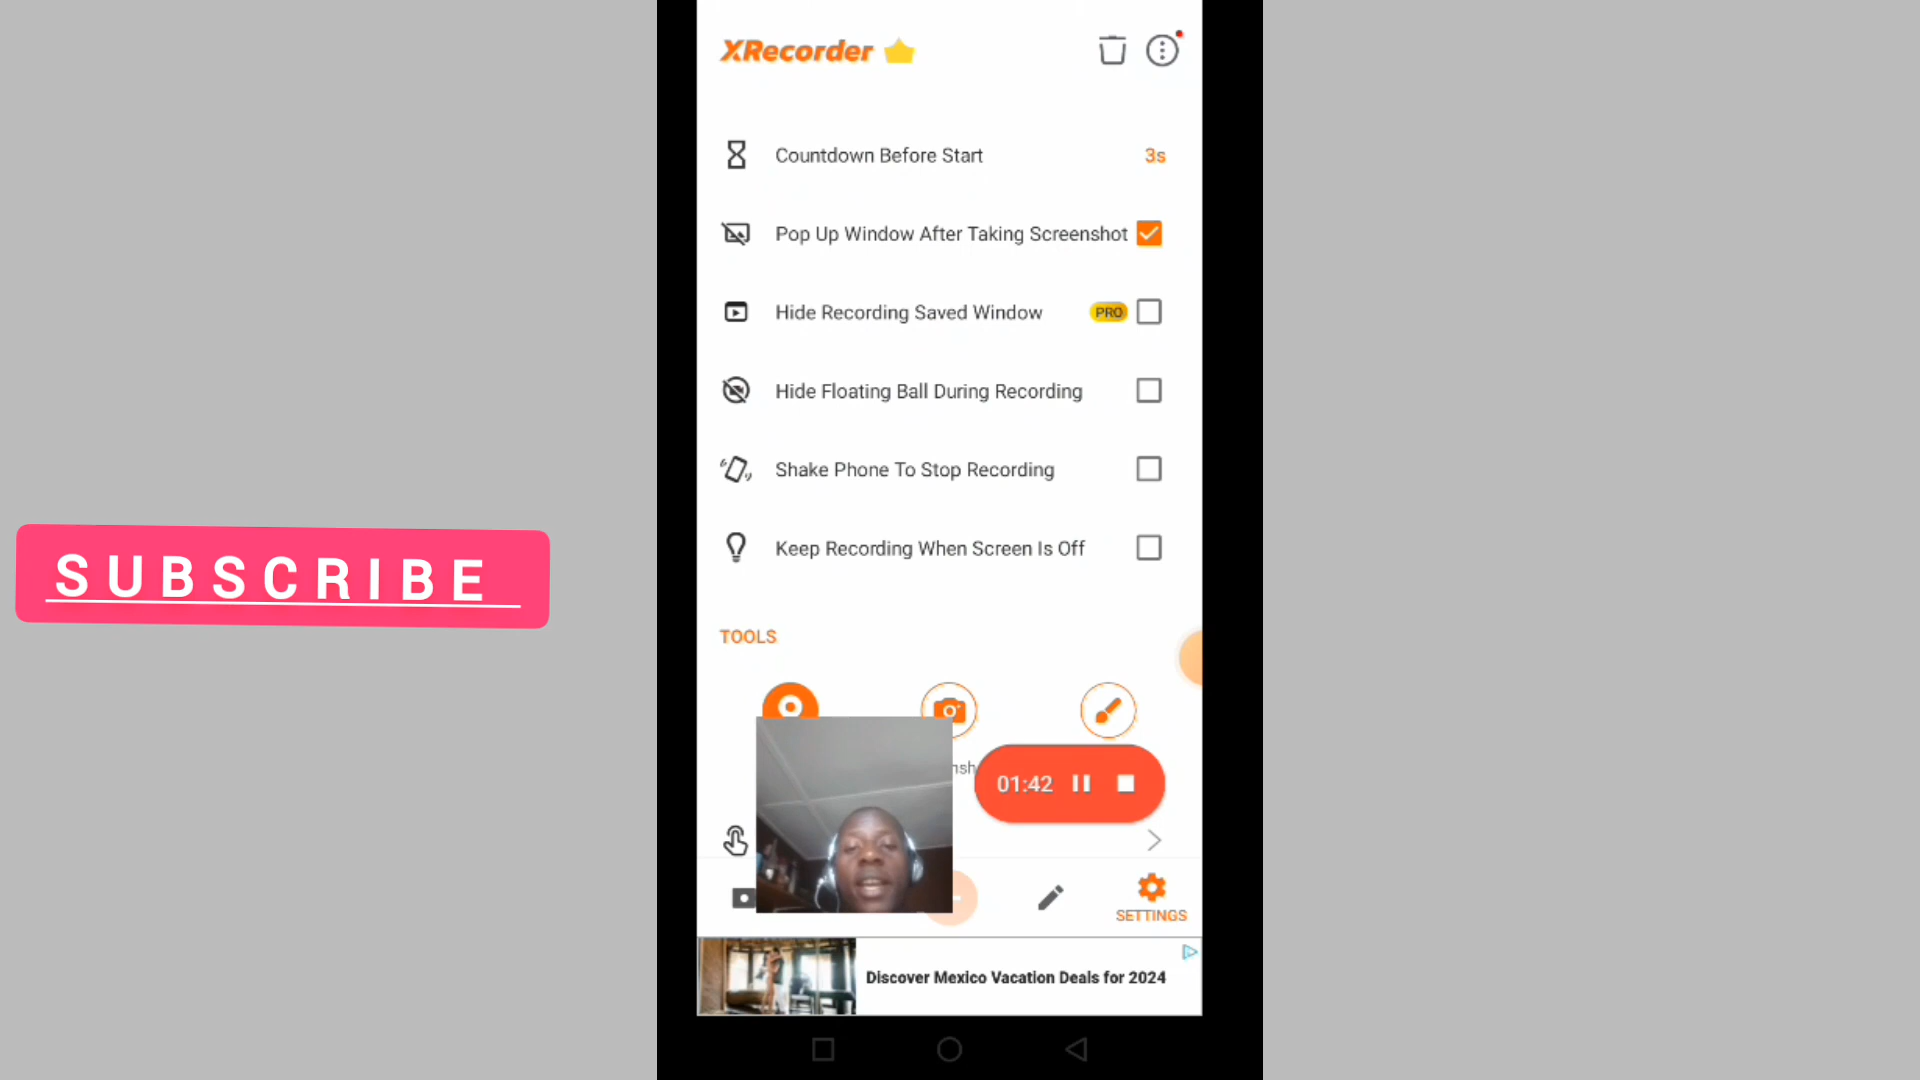 XRecorder
Countdown Before Start 3s
Pop Up Window After Taking Screenshot
Hide Recording Saved Window PRO
Hide Floating Ball During Recording
Shake Phone To Stop Recording
Keep Recording When Screen Is Off
SUBSCRIBE
TOOLS
nsh
01:42
SETTINGS
Discover Mexico Vacation Deals for 2024